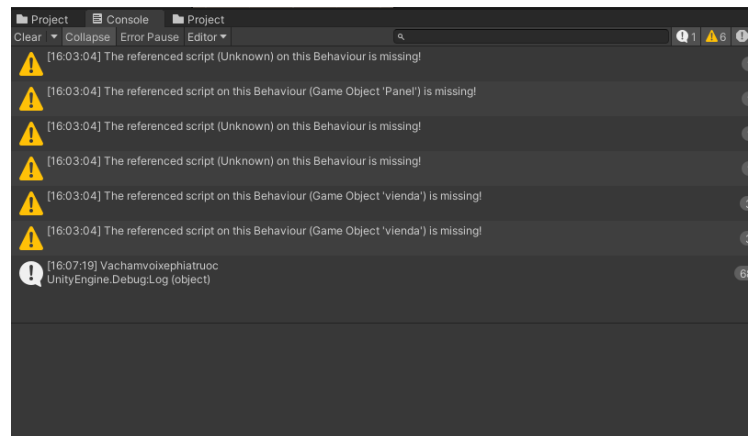 Project Console Project
Clear Collapse Error Pause Editor 1 6
[16:03:04] The referenced script (Unknown) on this Behaviour is missing!
[16:03:04] The referenced script on this Behaviour (Game Object 'Panel') is missing!
[16:03:04] The referenced script (Unknown) on this Behaviour is missing!
[16:03:04] The referenced script (Unknown) on this Behaviour is missing!
[16:03:04] The referenced script on this Behaviour (Game Object 'vienda') is missing!
[16:03:04] The referenced script on this Behaviour (Game Object 'vienda') is missing!
[16:07:19] Vachamvoixephiatruoc
UnityEngine.Debug:Log (object)